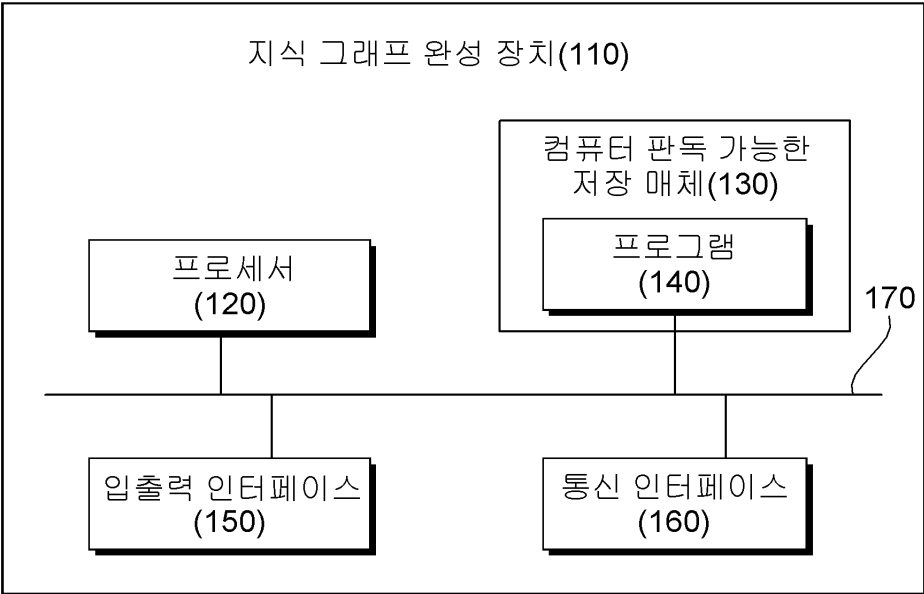 지식 그래프 완성 장치(110)
컴퓨터 판독 가능한
저장 매체(130)
프로그램
(140)
프로세서
(120)
170
입출력 인터페이스
(150)
통신 인터페이스
(160)